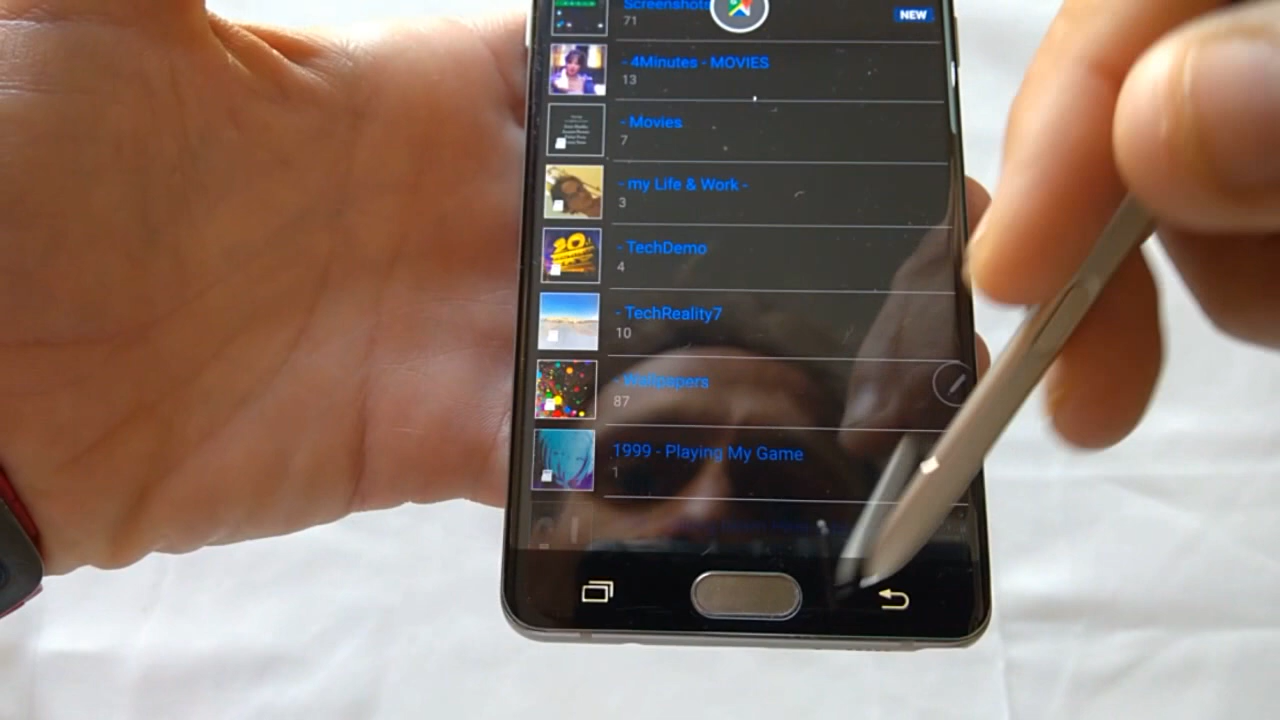 Screenshots
71
NEW
- 4Minutes - MOVIES
13
- Movies
7
- my Life & Work -
3
- TechDemo
4
- TechReality7
10
- Wallpapers
87
1999 - Playing My Game
1